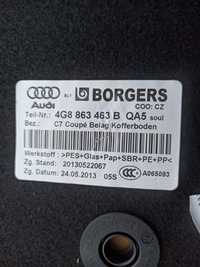 Audi
SL1 BORGERS
COO: CZ
Teil-Nr.: 4G8 863 463 B QA5 soul
Bez.: C7 Coupé Belag Kofferboden
Werkstoff : >PES+Glas+Pap+SBR+PE+PP<
Zg. Stand: 20130522067
Zg. Datum: 24.05.2013 05S
A065093